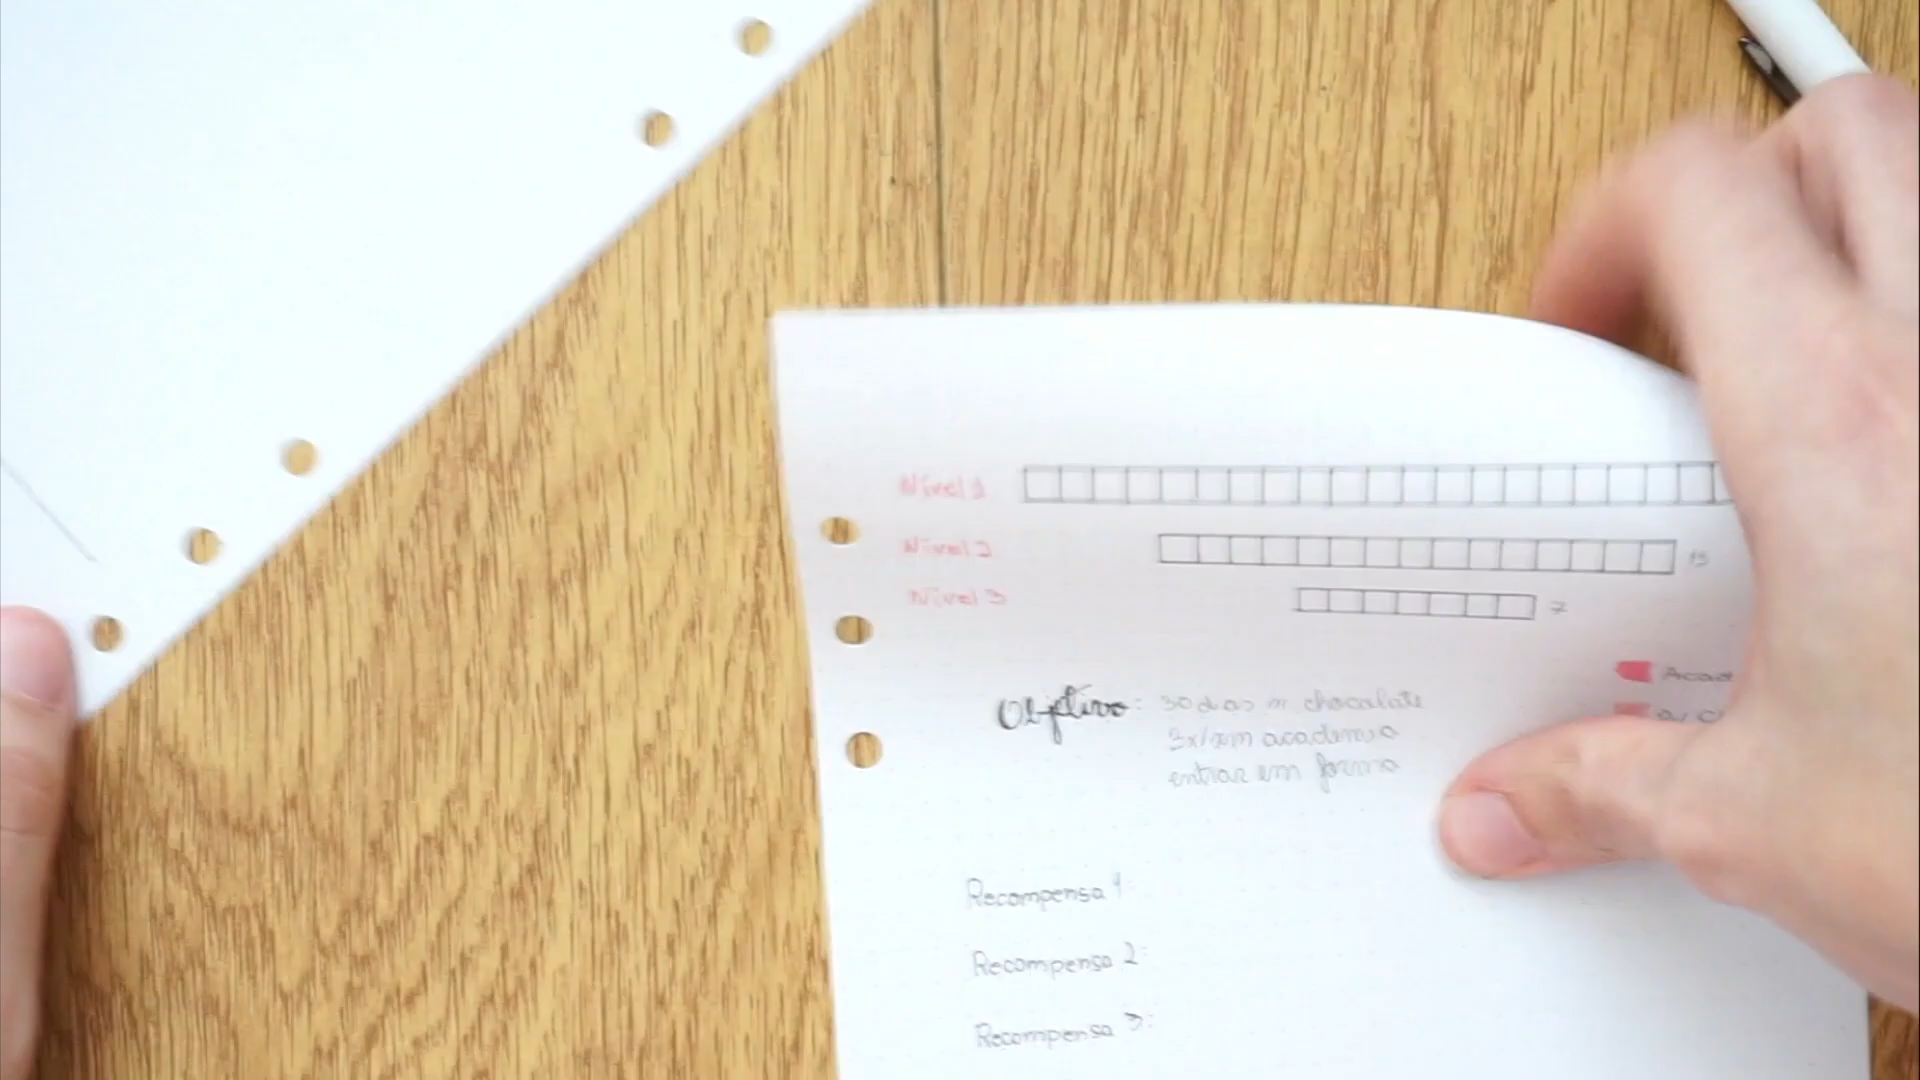 Nível 1
Nível 2 15
Nível 3 7
Objetivo: 30 dias s/ chocolate
3x/sem academia
entrar em forma
Recompensa 1:
Recompensa 2:
Recompensa 3: